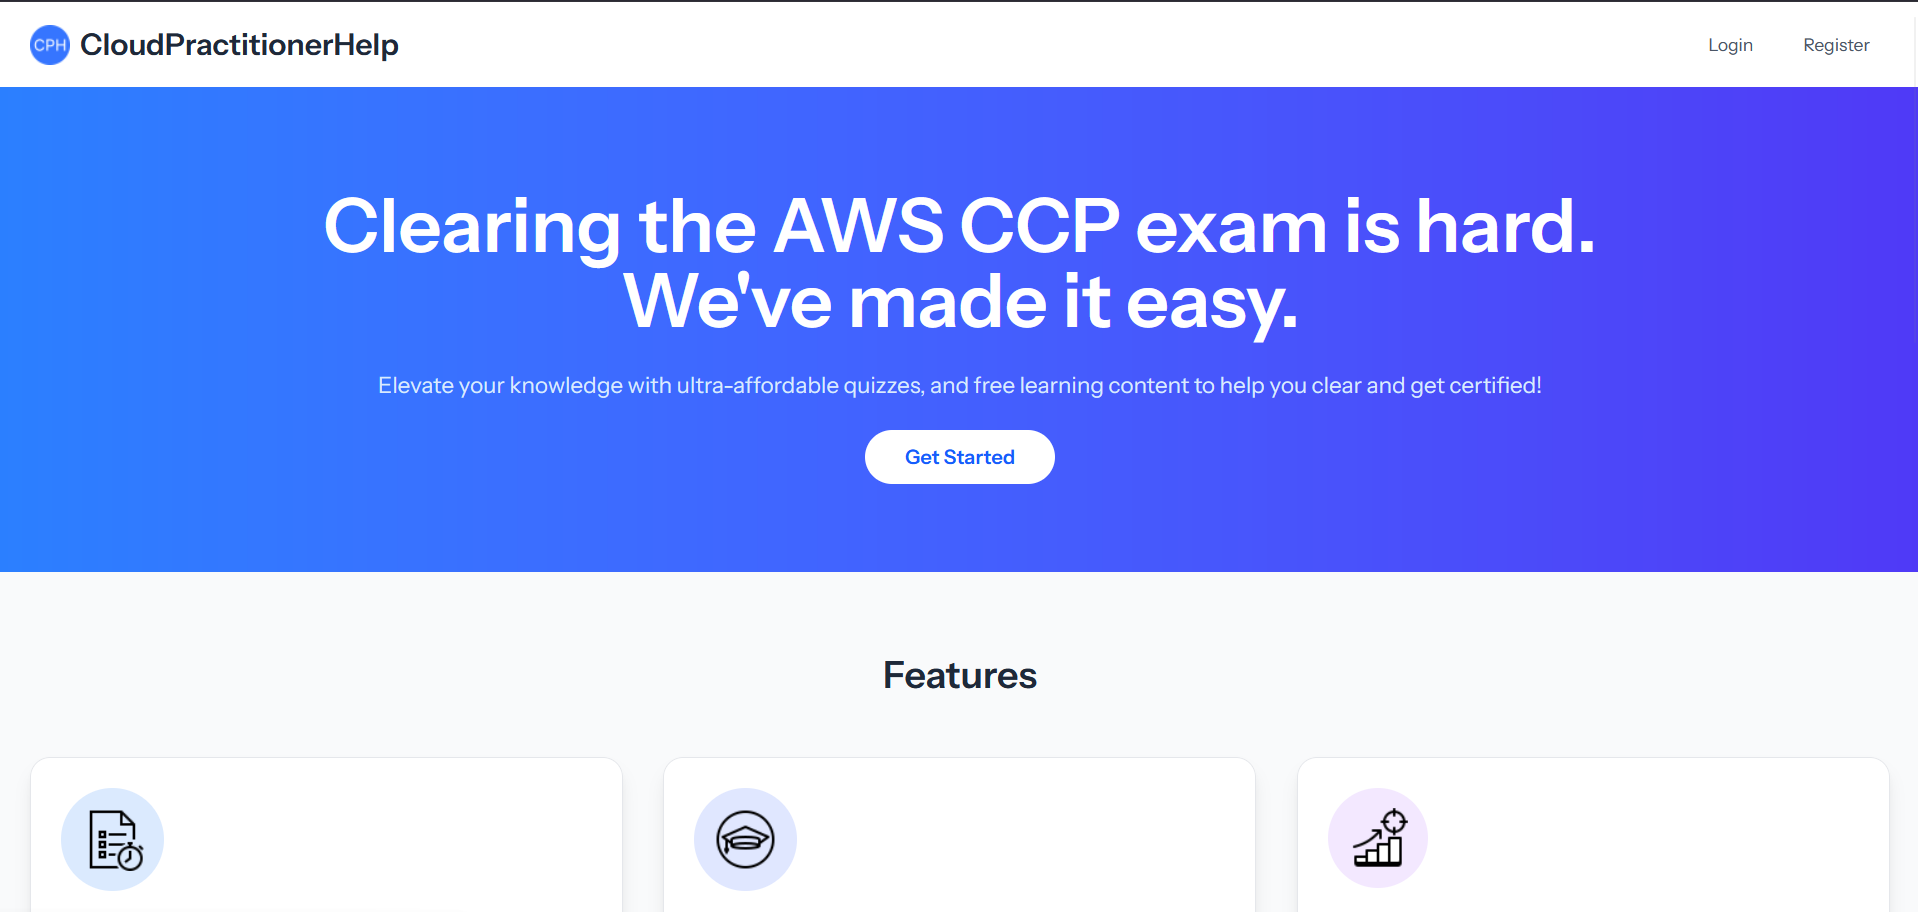 CPH CloudPractitionerHelp
Login Register
Clearing the AWS CCP exam is hard.
We've made it easy.
Elevate your knowledge with ultra-affordable quizzes, and free learning content to help you clear and get certified!
Get Started
Features